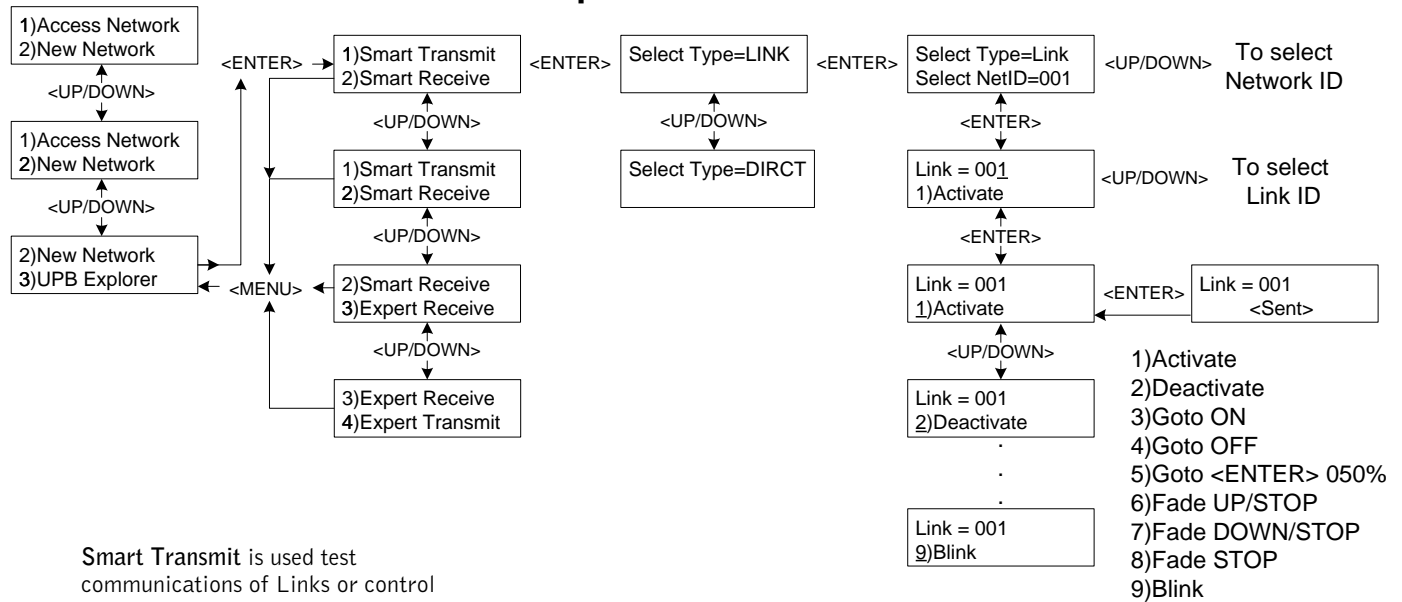 1)Access Network
2)New Network
<UP/DOWN>
1)Access Network
2)New Network
<UP/DOWN>
2)New Network
3)UPB Explorer
<ENTER>
<MENU>
1)Smart Transmit
2)Smart Receive
<UP/DOWN>
1)Smart Transmit
2)Smart Receive
<UP/DOWN>
2)Smart Receive
3)Expert Receive
<UP/DOWN>
3)Expert Receive
4)Expert Transmit
<ENTER>
Select Type=LINK
<UP/DOWN>
Select Type=DIRCT
<ENTER>
Select Type=Link
Select NetID=001
<UP/DOWN>
To select
Network ID
<ENTER>
Link = 001
1)Activate
<UP/DOWN>
To select
Link ID
<ENTER>
Link = 001
1)Activate
<ENTER>
Link = 001
<Sent>
<UP/DOWN>
Link = 001
2)Deactivate
.
.
.
Link = 001
9)Blink
1)Activate
2)Deactivate
3)Goto ON
4)Goto OFF
5)Goto <ENTER> 050%
6)Fade UP/STOP
7)Fade DOWN/STOP
8)Fade STOP
9)Blink
Smart Transmit is used test
communications of Links or control